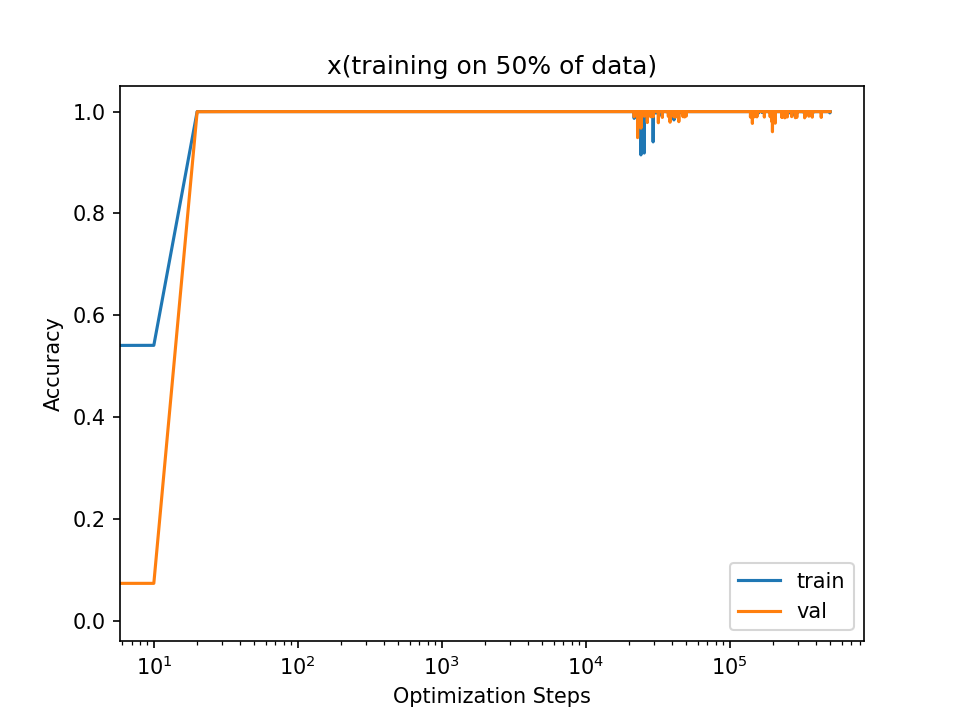 x(training on 50% of data)
1.0
0.8
0.6
0.4
0.2
0.0
Accuracy
train
val
10¹ 10² 10³ 10⁴ 10⁵
Optimization Steps